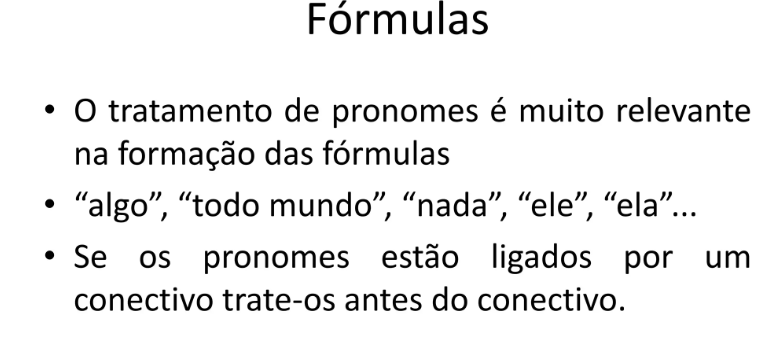 Fórmulas
• O tratamento de pronomes é muito relevante
na formação das fórmulas
• “algo”, “todo mundo”, “nada”, “ele”, “ela”...
• Se os pronomes estão ligados por um
conectivo trate-os antes do conectivo.